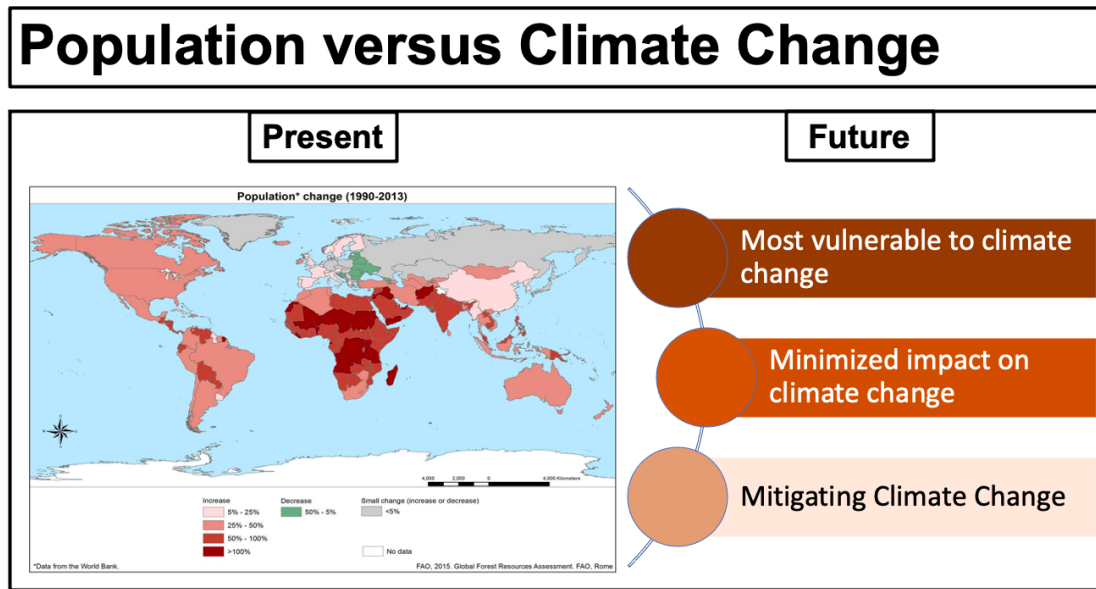 Population versus Climate Change
Present
Future
Population* change (1990-2013)
Most vulnerable to climate
change
Minimized impact on
climate change
Mitigating Climate Change
4,000 2,000 0 4,000 Kilometers
Increase
5% - 25%
25% - 50%
50% - 100%
>100%
Decrease
50% - 5%
Small change (increase or decrease)
<5%
No data
*Data from the World Bank.
FAO, 2015. Global Forest Resources Assessment. FAO, Rome